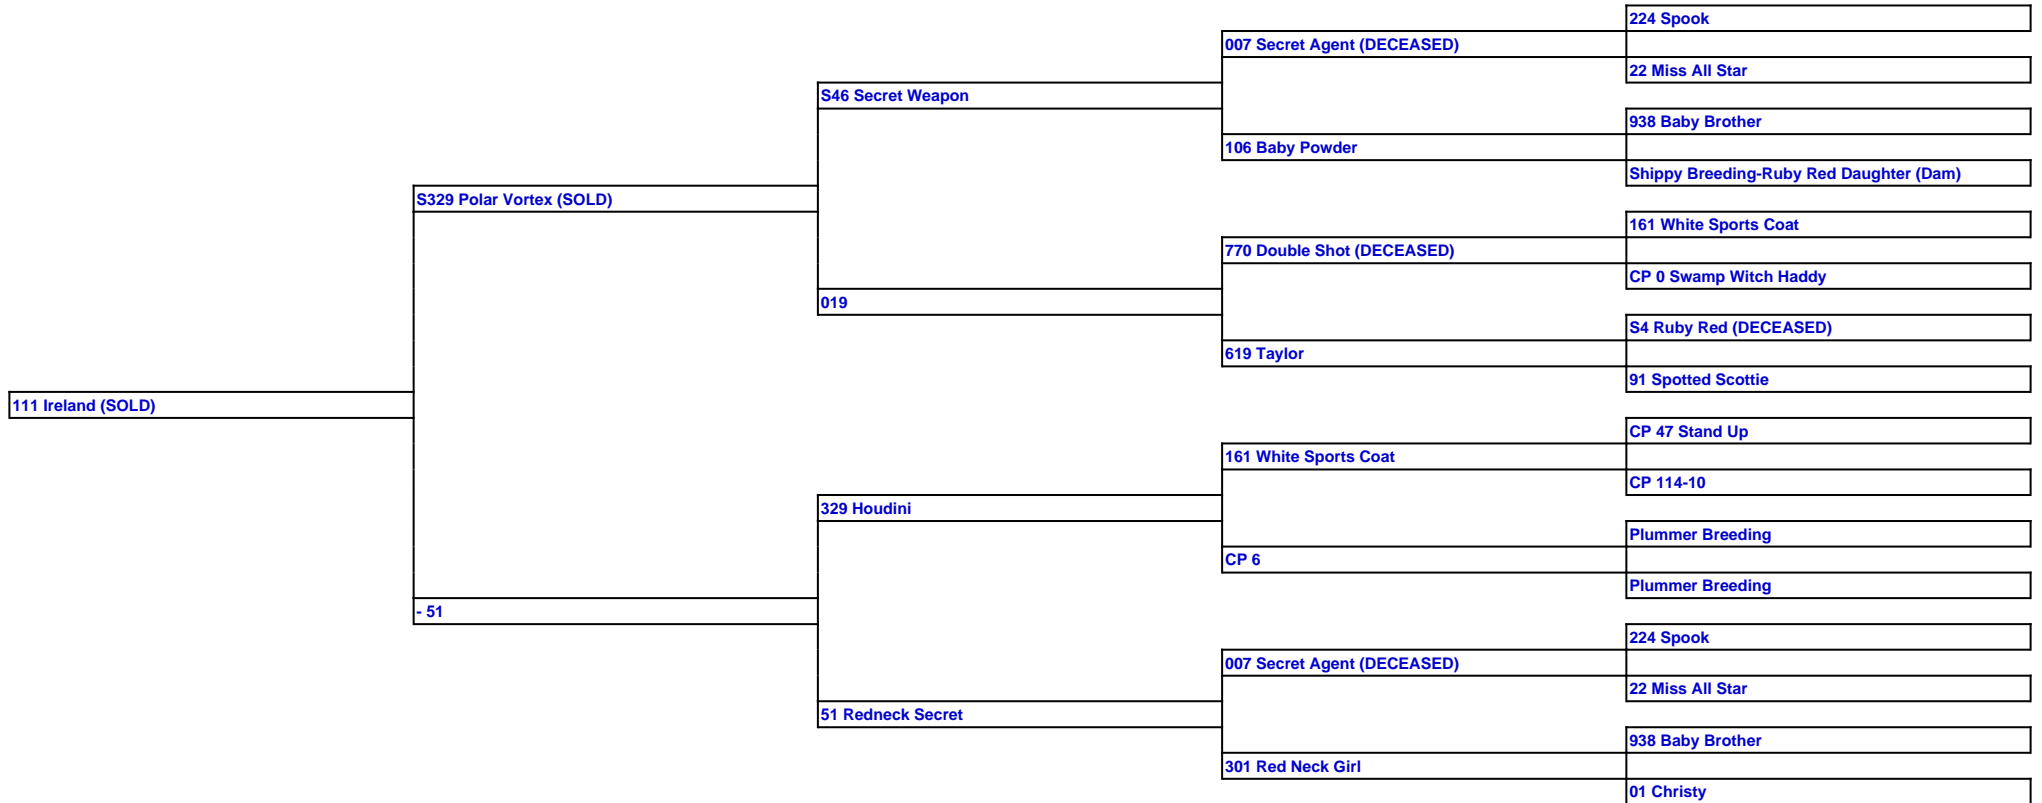 224 Spook
007 Secret Agent (DECEASED)
22 Miss All Star
S46 Secret Weapon
938 Baby Brother
106 Baby Powder
Shippy Breeding-Ruby Red Daughter (Dam)
S329 Polar Vortex (SOLD)
161 White Sports Coat
770 Double Shot (DECEASED)
CP 0 Swamp Witch Haddy
019
S4 Ruby Red (DECEASED)
619 Taylor
91 Spotted Scottie
111 Ireland (SOLD)
CP 47 Stand Up
161 White Sports Coat
CP 114-10
329 Houdini
Plummer Breeding
CP 6
Plummer Breeding
- 51
224 Spook
007 Secret Agent (DECEASED)
22 Miss All Star
51 Redneck Secret
938 Baby Brother
301 Red Neck Girl
01 Christy